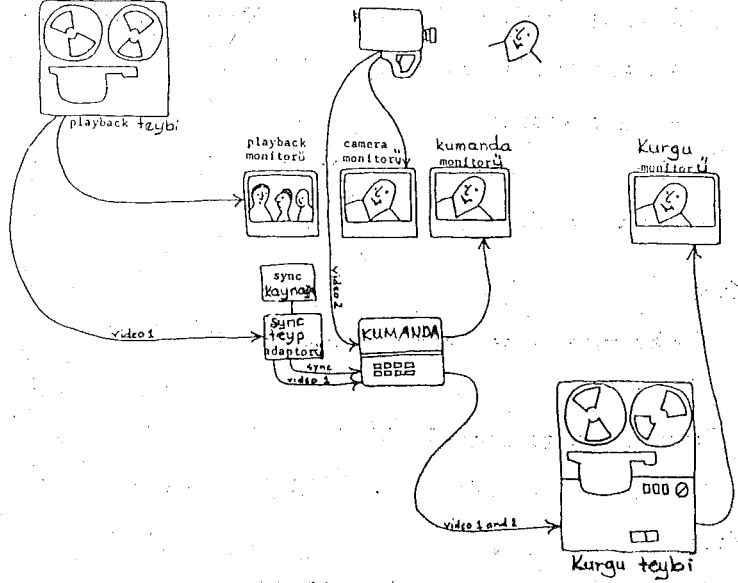 playback teybi
playback
monitorü
camera
monitorü
kumanda
monitorü
Kurgu
monitorü
sync
Kaynağı
video 2
sync
teyp
adaptorü
KUMANDA
video 1
sync
video 1
video 1 and 2
Kurgu teybi